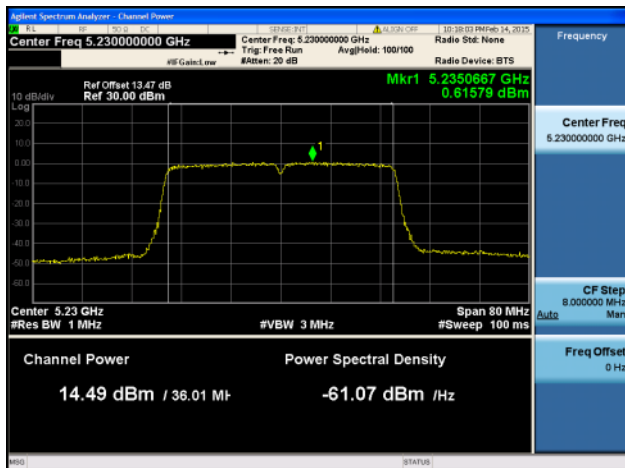 Agilent Spectrum Analyzer - Channel Power
RL RF 50 Ω DC SENSE:INT ALIGN OFF 10:18:03 PM Feb 14, 2015
Center Freq 5.230000000 GHz
Center Freq: 5.230000000 GHz
Radio Std: None
Trig: Free Run Avg|Hold: 100/100
#IFGain:Low #Atten: 20 dB Radio Device: BTS
Ref Offset 13.47 dB
10 dB/div Ref 30.00 dBm
Mkr1 5.2350667 GHz
0.61579 dBm
Log
20.0
10.0
0.00
-10.0
-20.0
-30.0
-40.0
-50.0
-60.0
1
Center 5.23 GHz Span 80 MHz
#Res BW 1 MHz #VBW 3 MHz #Sweep 100 ms
Channel Power Power Spectral Density
14.49 dBm / 36.01 MH -61.07 dBm /Hz
MSG STATUS
Frequency
Center Freq
5.230000000 GHz
CF Step
8.000000 MHz
Auto Man
Freq Offset
0 Hz